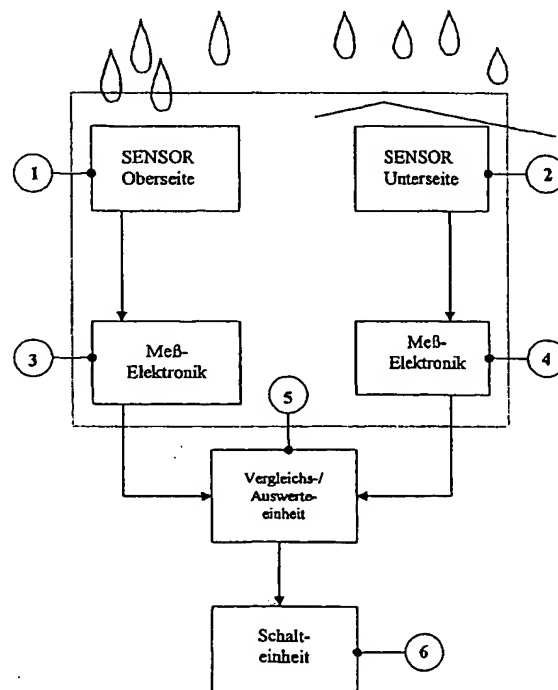 SENSOR
Oberseite
1
SENSOR
Unterseite
2
Meß-
Elektronik
3
Meß-
Elektronik
4
5
Vergleichs-/
Auswerte-
einheit
Schalt-
einheit
6